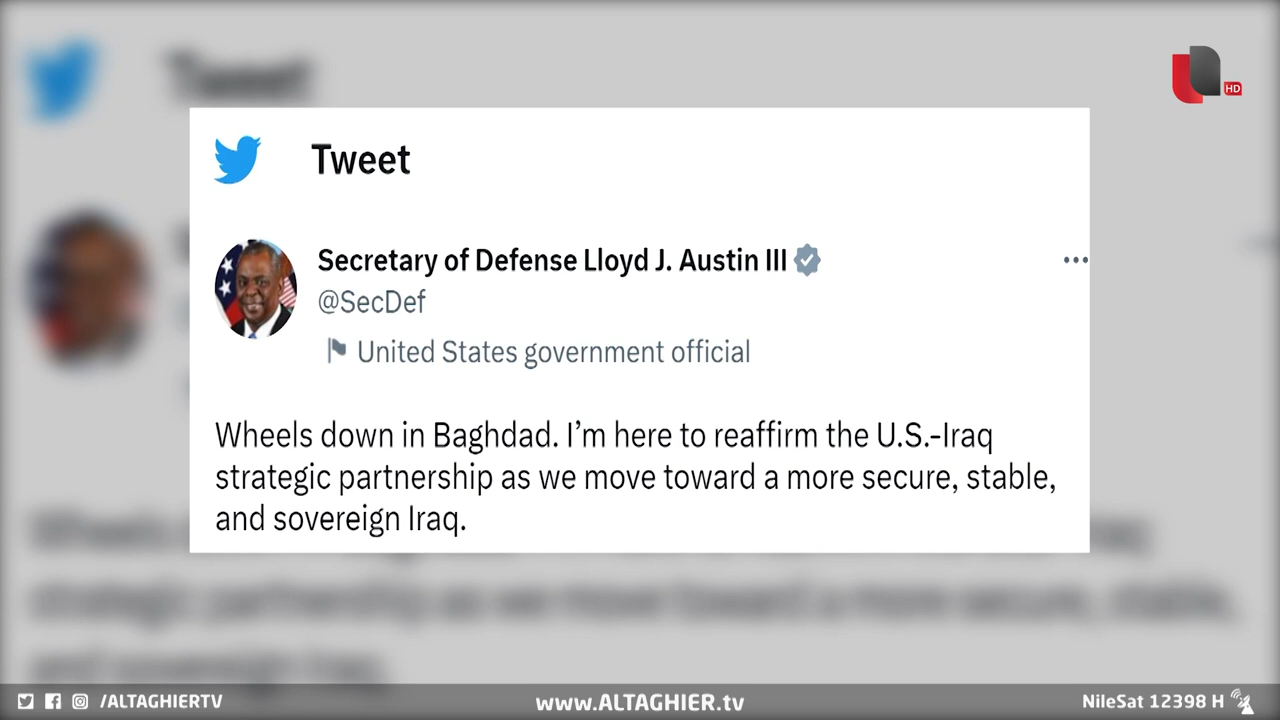 HD
Tweet
Secretary of Defense Lloyd J. Austin III
@SecDef
United States government official
Wheels down in Baghdad. I’m here to reaffirm the U.S.-Iraq
strategic partnership as we move toward a more secure, stable,
and sovereign Iraq.
/ALTAGHIERTV
www.ALTAGHIER.tv
NileSat 12398 H